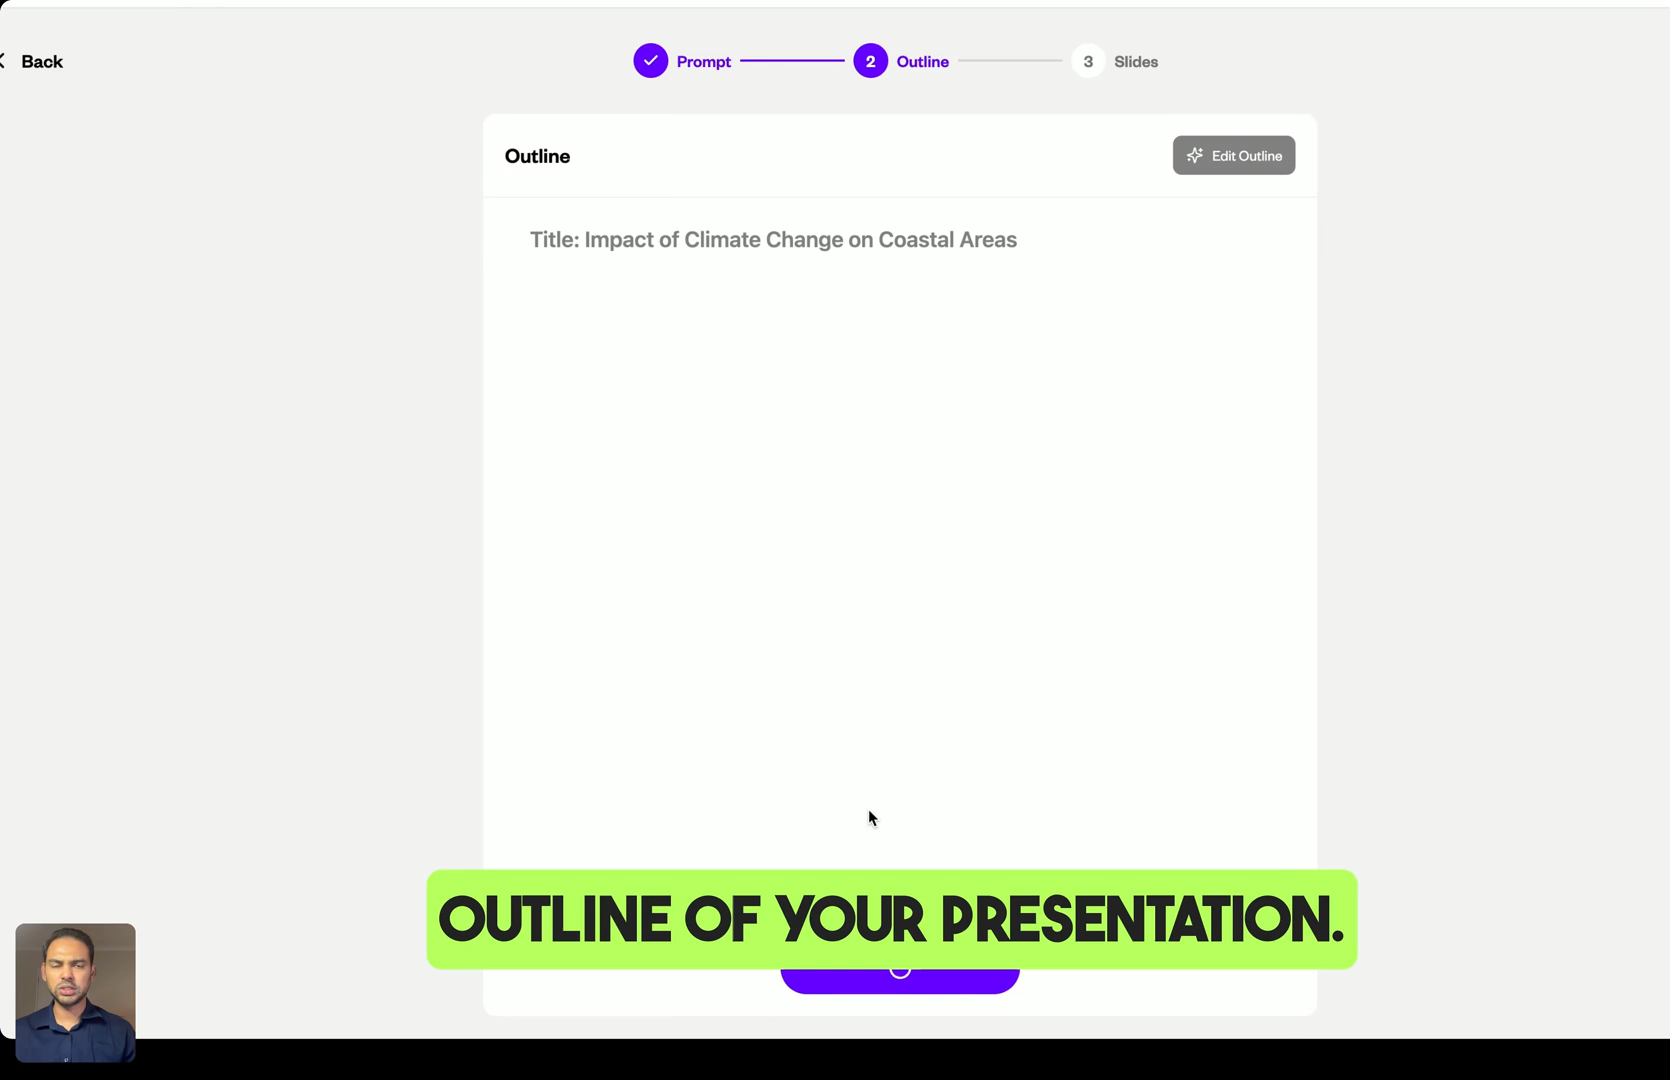 Back
Prompt
2
Outline
3
Slides
Outline
Edit Outline
Title: Impact of Climate Change on Coastal Areas
OUTLINE OF YOUR PRESENTATION.